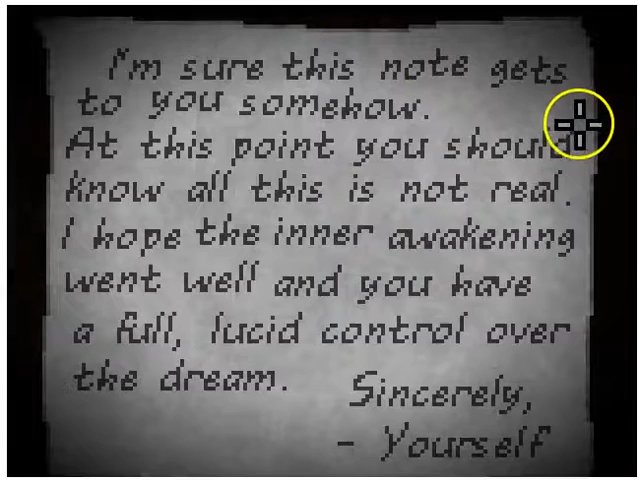 I'm sure this note gets
to you somehow.
At this point you should
know all this is not real.
I hope the inner awakening
went well and you have
a full, lucid control over
the dream.
Sincerely,
- Yourself